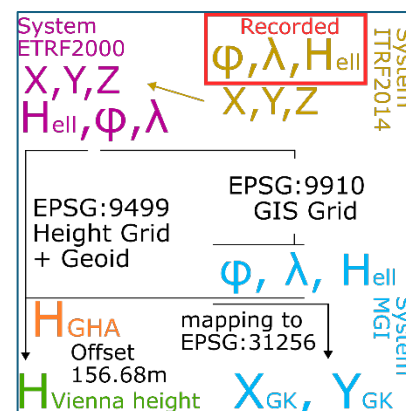 System
ETRF2000
X,Y,Z
Hell,φ,λ
Recorded
φ,λ,Hell
X,Y,Z
System
ITRF2014
EPSG:9499
Height Grid
+ Geoid
EPSG:9910
GIS Grid
φ, λ, Hell
System
MGI
HGHA
Offset
156.68m
mapping to
EPSG:31256
HVienna height
XGK, YGK